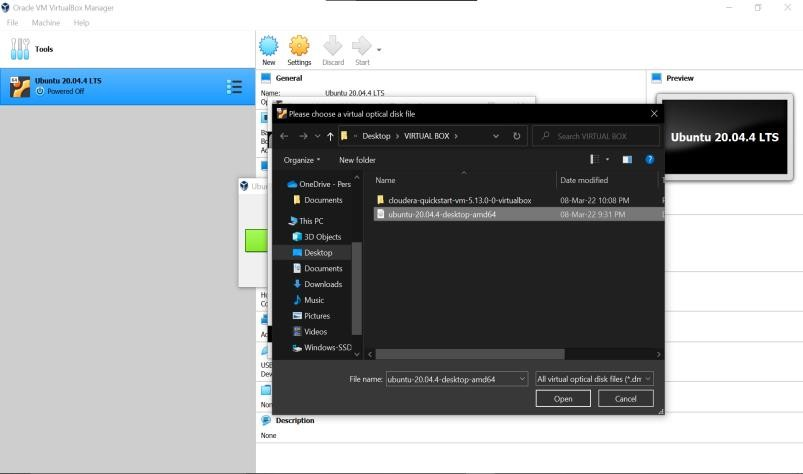 Oracle VM VirtualBox Manager
File Machine Help
Tools
New Settings Discard Start
Ubuntu 20.04.4 LTS
Powered Off
General
Name: Ubuntu 20.04.4 LTS
Preview
Ubuntu 20.04.4 LTS
Please choose a virtual optical disk file
Desktop VIRTUAL BOX
Search VIRTUAL BOX
Organize New folder
Name Date modified
OneDrive - Pers
Documents
This PC
3D Objects
Desktop
Documents
Downloads
Music
Pictures
Videos
Windows-SSD
cloudera-quickstart-vm-5.13.0-0-virtualbox 08-Mar-22 10:08 PM
ubuntu-20.04.4-desktop-amd64 08-Mar-22 9:31 PM
File name: ubuntu-20.04.4-desktop-amd64 All virtual optical disk files (*.dm
Open Cancel
Ubun
USB
Description
None